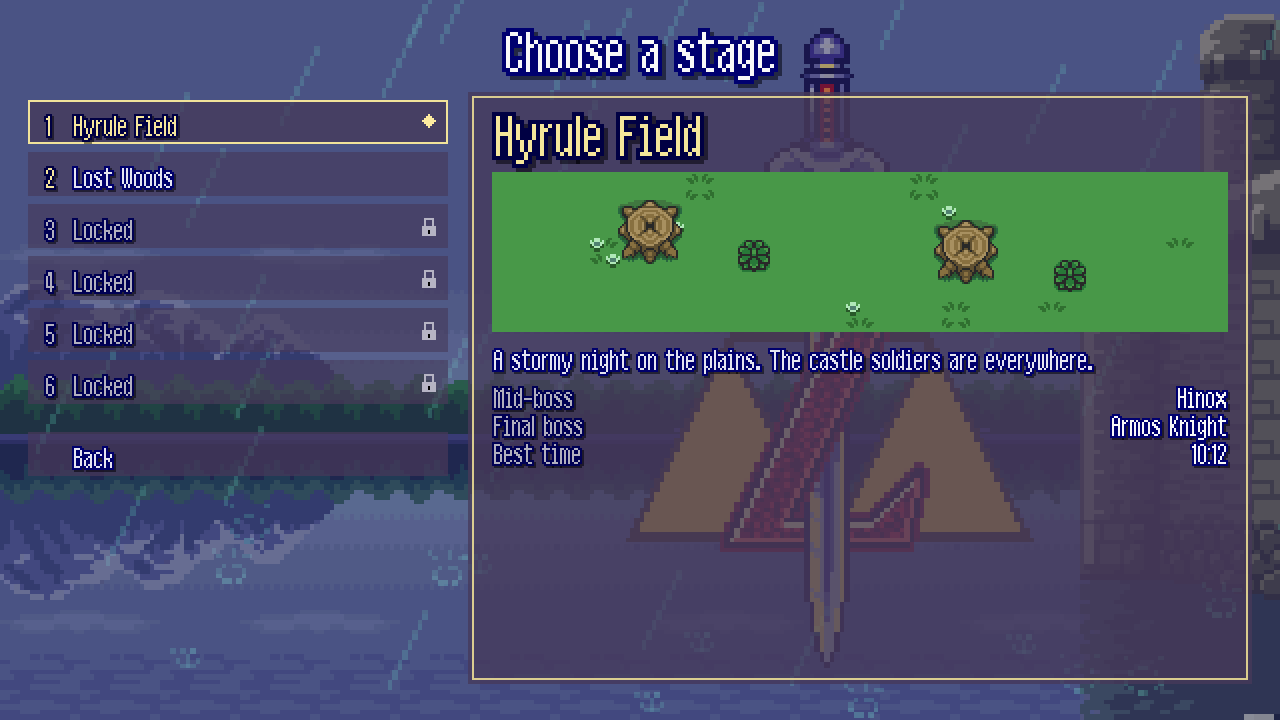 Choose a stage
1 Hyrule Field
2 Lost Woods
3 Locked
4 Locked
5 Locked
6 Locked
Back
Hyrule Field
A stormy night on the plains. The castle soldiers are everywhere.
Mid-boss Hinox
Final boss Armos Knight
Best time 10:12